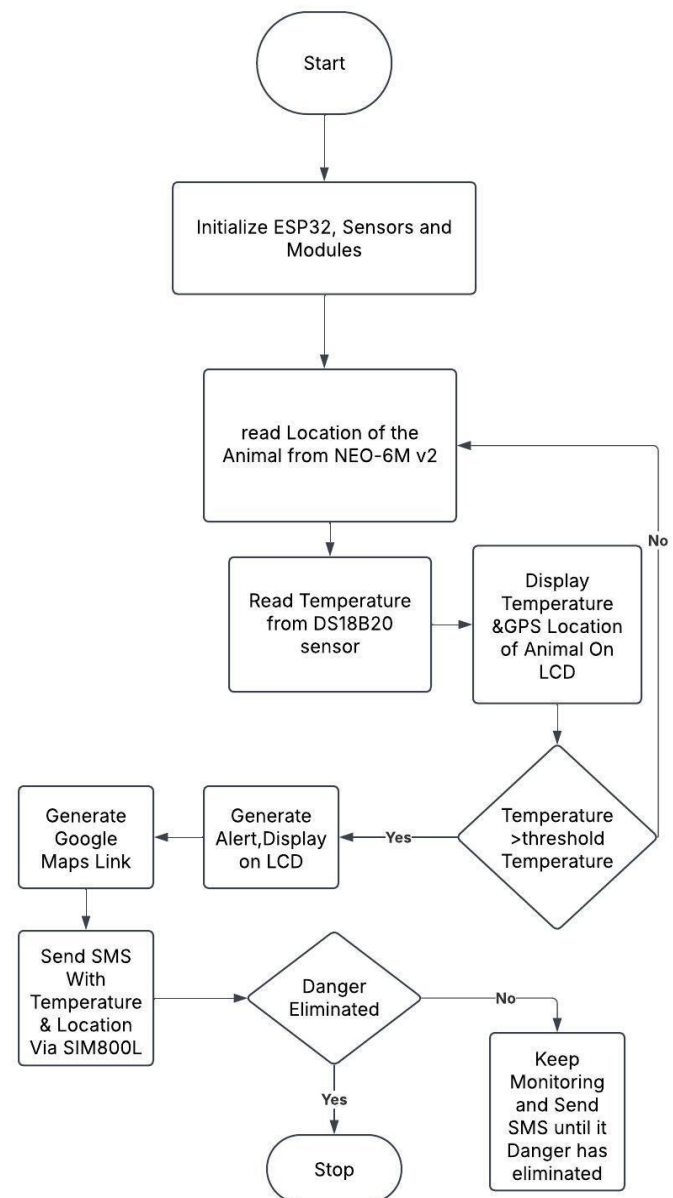 Start
Initialize ESP32, Sensors and
Modules
read Location of the
Animal from NEO-6M v2
No
Read Temperature
from DS18B20
sensor
Display
Temperature
&GPS Location
of Animal On
LCD
Temperature
>threshold
Temperature
Yes
Generate
Alert,Display
on LCD
Generate
Google
Maps Link
Send SMS
With
Temperature
& Location
Via SIM800L
Danger
Eliminated
No
Keep
Monitoring
and Send
SMS until it
Danger has
eliminated
Yes
Stop